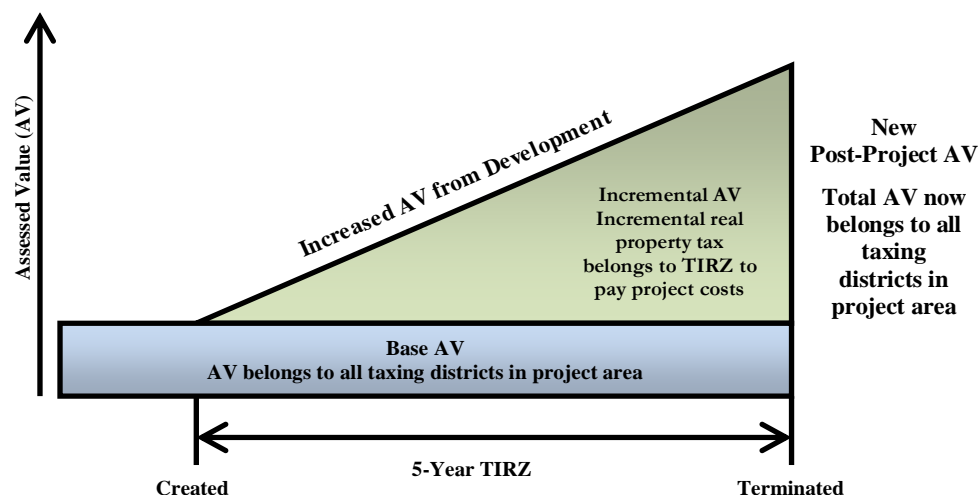 Assessed Value (AV)
Increased AV from Development
Incremental AV
Incremental real
property tax
belongs to TIRZ to
pay project costs
New
Post-Project AV
Total AV now
belongs to all
taxing
districts in
project area
Base AV
AV belongs to all taxing districts in project area
5-Year TIRZ
Created
Terminated